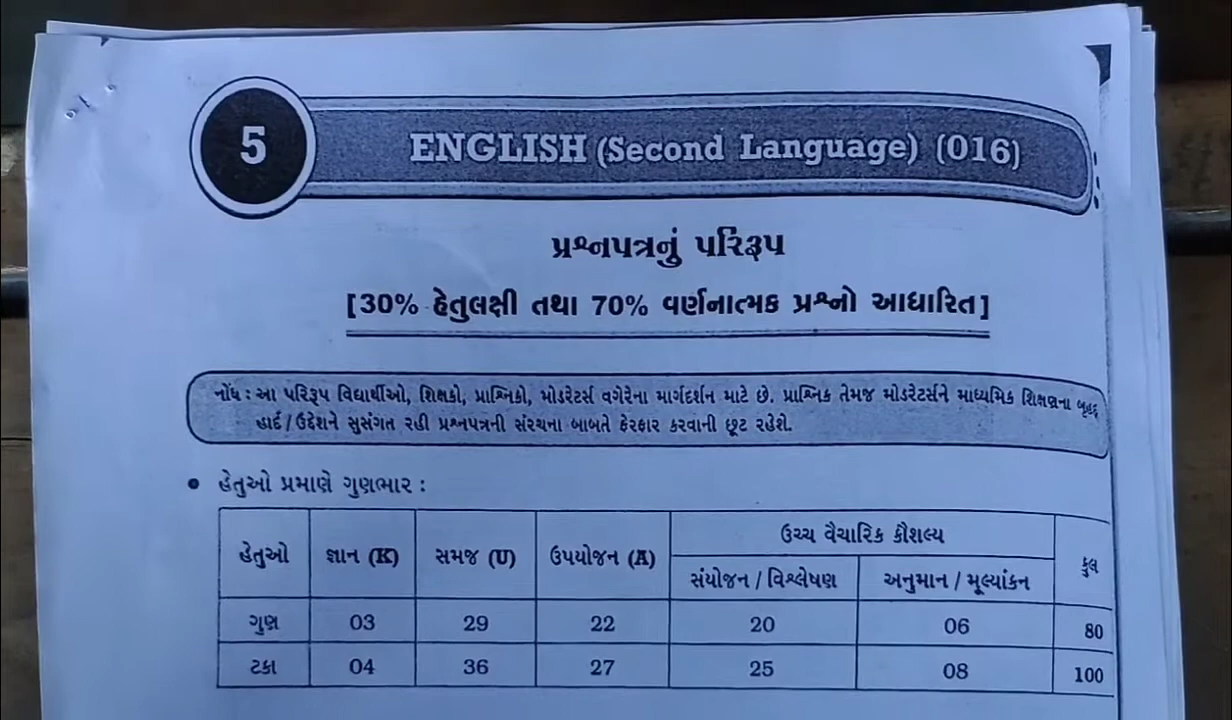 5
ENGLISH (Second Language) (016)
પ્રશ્નપત્રનું પરિરૂપ
[30% હેતુલક્ષી તથા 70% વર્ણનાત્મક પ્રશ્નો આધારિત]
નોંધ : આ પરિરૂપ વિદ્યાર્થીઓ, શિક્ષકો, પ્રાશ્નિકો, મોડરેટર્સ વગેરેના માર્ગદર્શન માટે છે. પ્રાશ્નિક તેમજ મોડરેટર્સને માધ્યમિક શિક્ષણના બૃહદ્
હાર્દ / ઉદ્દેશને સુસંગત રહી પ્રશ્નપત્રની સંરચના બાબતે ફેરફાર કરવાની છૂટ રહેશે.
• હેતુઓ પ્રમાણે ગુણભાર :
હેતુઓ જ્ઞાન (K) સમજ (U) ઉપયોજન (A) ઉચ્ચ વૈચારિક કૌશલ્ય કુલ
સંયોજન / વિશ્લેષણ અનુમાન / મૂલ્યાંકન
ગુણ 03 29 22 20 06 80
ટકા 04 36 27 25 08 100